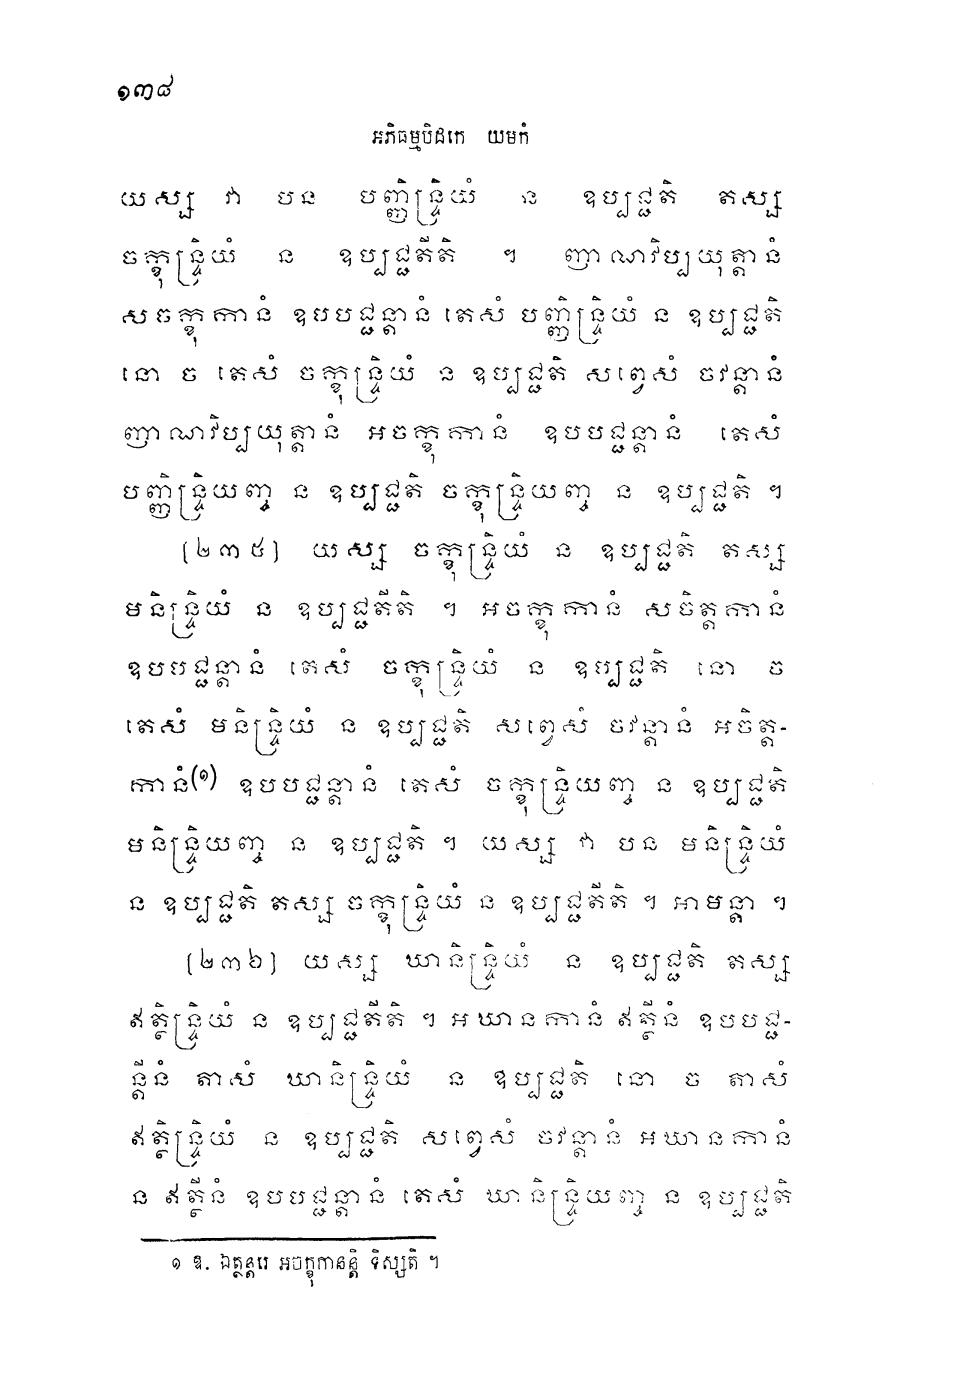 ១៣៨
អភិធម្មបិដកេ យមកំ
យស្ស វា បន បញ្ញិន្ទ្រិយំ ន ឧប្បជ្ជតិ តស្ស
ចក្ខុន្ទ្រិយំ ន ឧប្បជ្ជតីតិ ។ ញាណវិប្បយុត្តានំ
សចក្ខុកានំ ឧបបជ្ជន្តានំ តេសំ បញ្ញិន្ទ្រិយំ ន ឧប្បជ្ជតិ
នោ ច តេសំ ចក្ខុន្ទ្រិយំ ន ឧប្បជ្ជតិ សព្វេសំ ចវន្តានំ
ញាណវិប្បយុត្តានំ អចក្ខុកានំ ឧបបជ្ជន្តានំ តេសំ
បញ្ញិន្ទ្រិយញ្ច ន ឧប្បជ្ជតិ ចក្ខុន្ទ្រិយញ្ច ន ឧប្បជ្ជតិ ។
[២៣៥] យស្ស ចក្ខុន្ទ្រិយំ ន ឧប្បជ្ជតិ តស្ស
មនិន្ទ្រិយំ ន ឧប្បជ្ជតីតិ ។ អចក្ខុកានំ សចិត្តកានំ
ឧបបជ្ជន្តានំ តេសំ ចក្ខុន្ទ្រិយំ ន ឧប្បជ្ជតិ នោ ច
តេសំ មនិន្ទ្រិយំ ន ឧប្បជ្ជតិ សព្វេសំ ចវន្តានំ អចិត្ត-
កានំ(១) ឧបបជ្ជន្តានំ តេសំ ចក្ខុន្ទ្រិយញ្ច ន ឧប្បជ្ជតិ
មនិន្ទ្រិយញ្ច ន ឧប្បជ្ជតិ ។ យស្ស វា បន មនិន្ទ្រិយំ
ន ឧប្បជ្ជតិ តស្ស ចក្ខុន្ទ្រិយំ ន ឧប្បជ្ជតីតិ ។ អាមន្តា ។
[២៣៦] យស្ស ឃានិន្ទ្រិយំ ន ឧប្បជ្ជតិ តស្ស
ឥត្ថិន្ទ្រិយំ ន ឧប្បជ្ជតីតិ ។ អឃានកានំ ឥត្ថីនំ ឧបបជ្ជ-
ន្តីនំ តាសំ ឃានិន្ទ្រិយំ ន ឧប្បជ្ជតិ នោ ច តាសំ
ឥត្ថិន្ទ្រិយំ ន ឧប្បជ្ជតិ សព្វេសំ ចវន្តានំ អឃានកានំ
ន ឥត្ថីនំ ឧបបជ្ជន្តានំ តេសំ ឃានិន្ទ្រិយញ្ច ន ឧប្បជ្ជតិ
១ ឱ. ឯត្ថន្តរេ អចក្ខុកានន្តិ ទិស្សតិ ។